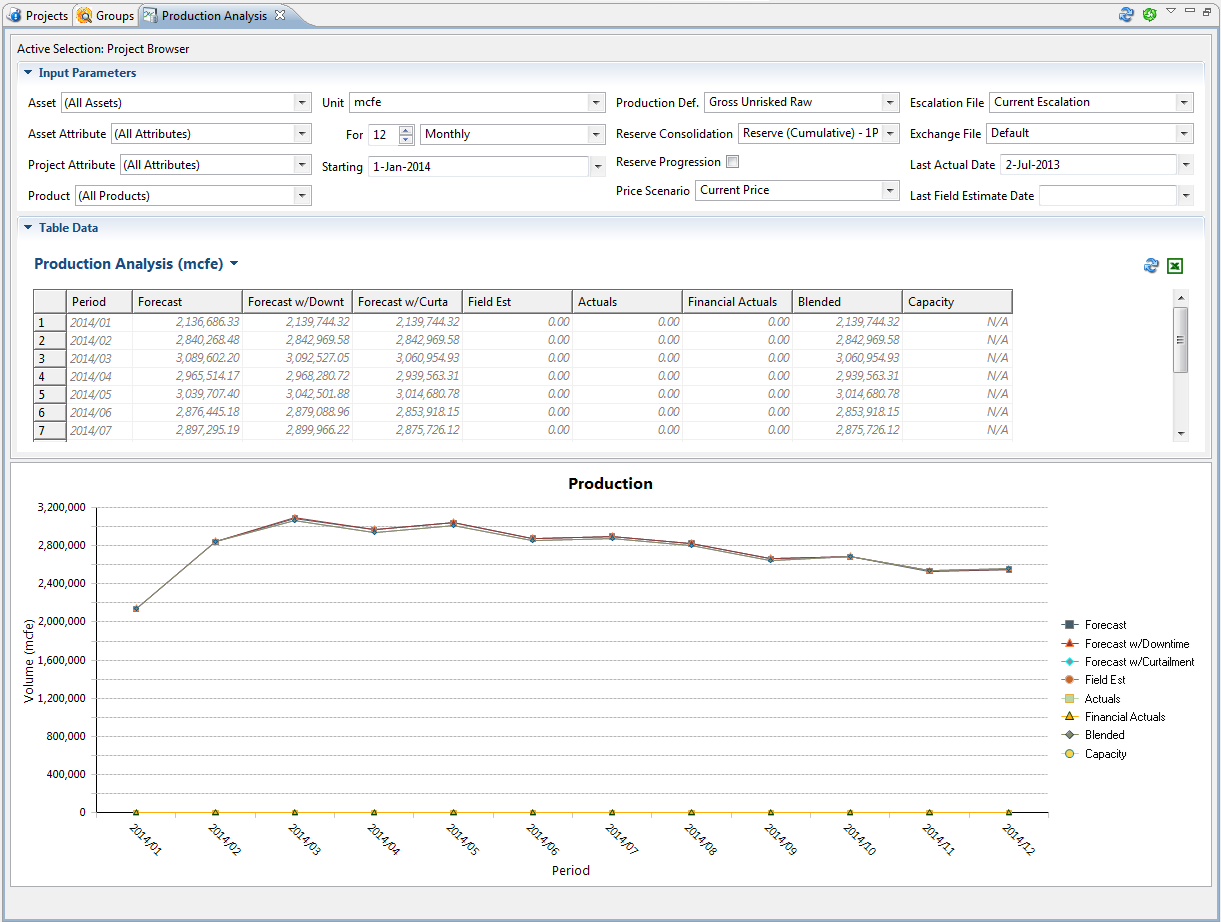 Projects Groups Production Analysis
Active Selection: Project Browser
Input Parameters
Asset (All Assets) Unit mcfe Production Def. Gross Unrisked Raw Escalation File Current Escalation
Asset Attribute (All Attributes) For 12 Monthly Reserve Consolidation Reserve (Cumulative) - 1P Exchange File Default
Project Attribute (All Attributes) Starting 1-Jan-2014 Reserve Progression Last Actual Date 2-Jul-2013
Product (All Products) Price Scenario Current Price Last Field Estimate Date
Table Data
Production Analysis (mcfe)
Period Forecast Forecast w/Downt Forecast w/Curta Field Est Actuals Financial Actuals Blended Capacity
1 2014/01 2,136,686.33 2,139,744.32 2,139,744.32 0.00 0.00 0.00 2,139,744.32 N/A
2 2014/02 2,840,268.48 2,842,969.58 2,842,969.58 0.00 0.00 0.00 2,842,969.58 N/A
3 2014/03 3,089,602.20 3,092,527.05 3,060,954.93 0.00 0.00 0.00 3,060,954.93 N/A
4 2014/04 2,965,514.17 2,968,280.72 2,939,563.31 0.00 0.00 0.00 2,939,563.31 N/A
5 2014/05 3,039,707.40 3,042,501.88 3,014,680.78 0.00 0.00 0.00 3,014,680.78 N/A
6 2014/06 2,876,445.18 2,879,088.96 2,853,918.15 0.00 0.00 0.00 2,853,918.15 N/A
7 2014/07 2,897,295.19 2,899,966.22 2,875,726.12 0.00 0.00 0.00 2,875,726.12 N/A
Production
3,200,000
2,800,000
2,400,000
2,000,000
1,600,000
1,200,000
800,000
400,000
0
Volume (mcfe)
2014/01 2014/02 2014/03 2014/04 2014/05 2014/06 2014/07 2014/08 2014/09 2014/10 2014/11 2014/12
Period
Forecast
Forecast w/Downtime
Forecast w/Curtailment
Field Est
Actuals
Financial Actuals
Blended
Capacity